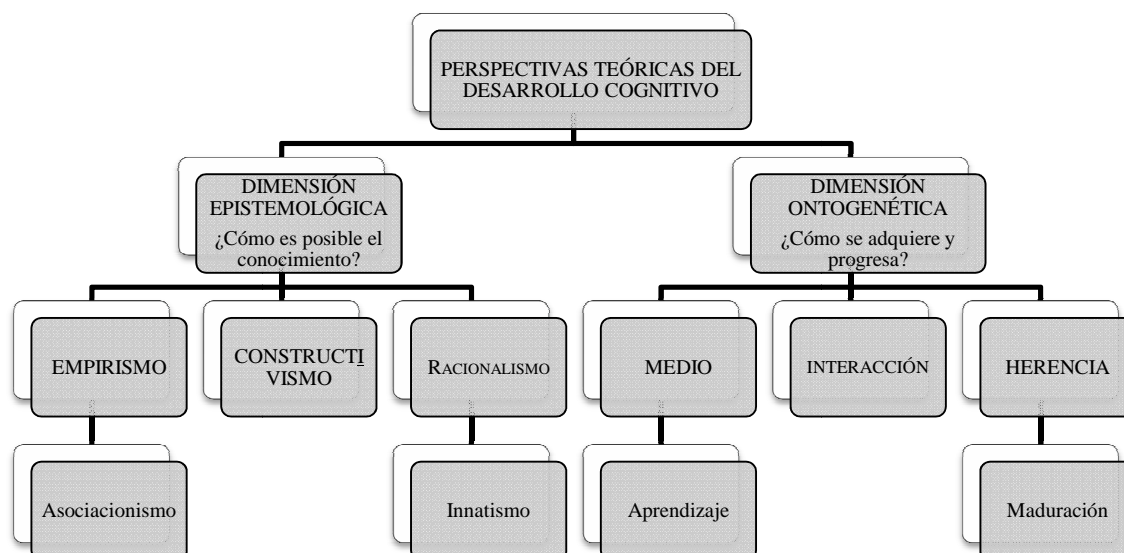 PERSPECTIVAS TEÓRICAS DEL
DESARROLLO COGNITIVO
DIMENSIÓN
EPISTEMOLÓGICA
¿Cómo es posible el
conocimiento?
DIMENSIÓN
ONTOGENÉTICA
¿Cómo se adquiere y
progresa?
EMPIRISMO
CONSTRUCTI
VISMO
RACIONALISMO
MEDIO
INTERACCIÓN
HERENCIA
Asociacionismo
Innatismo
Aprendizaje
Maduración